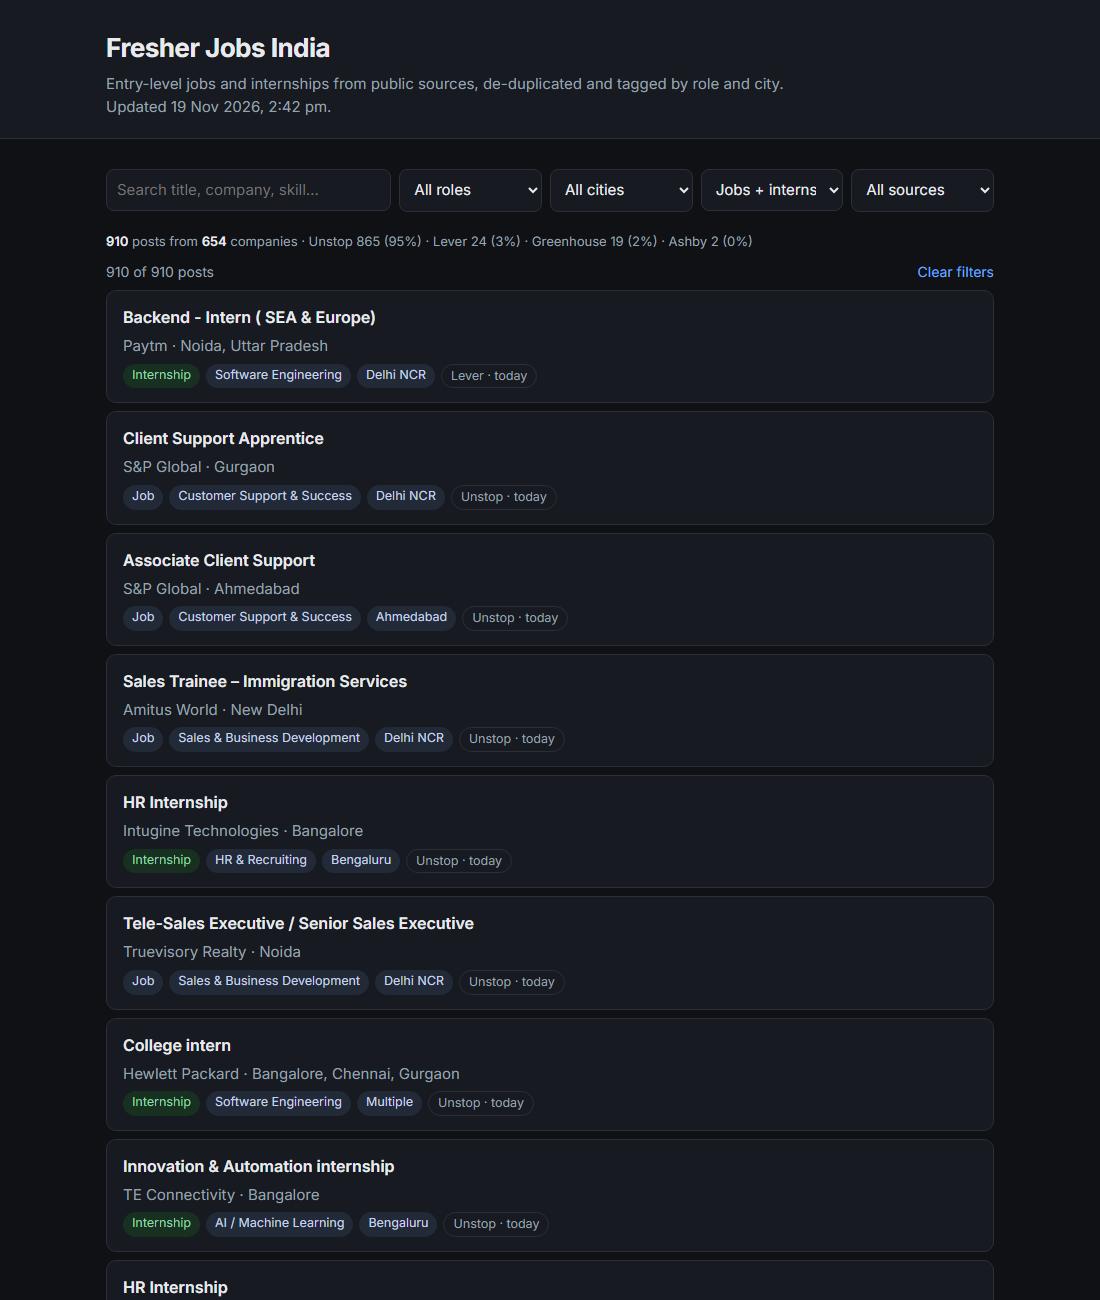 Fresher Jobs India
Entry-level jobs and internships from public sources, de-duplicated and tagged by role and city.
Updated 19 Nov 2026, 2:42 pm.
Search title, company, skill...
All roles
All cities
Jobs + interns
All sources
910 posts from 654 companies · Unstop 865 (95%) · Lever 24 (3%) · Greenhouse 19 (2%) · Ashby 2 (0%)
910 of 910 posts
Clear filters
Backend - Intern ( SEA & Europe)
Paytm · Noida, Uttar Pradesh
Internship Software Engineering Delhi NCR Lever · today
Client Support Apprentice
S&P Global · Gurgaon
Job Customer Support & Success Delhi NCR Unstop · today
Associate Client Support
S&P Global · Ahmedabad
Job Customer Support & Success Ahmedabad Unstop · today
Sales Trainee – Immigration Services
Amitus World · New Delhi
Job Sales & Business Development Delhi NCR Unstop · today
HR Internship
Intugine Technologies · Bangalore
Internship HR & Recruiting Bengaluru Unstop · today
Tele-Sales Executive / Senior Sales Executive
Truevisory Realty · Noida
Job Sales & Business Development Delhi NCR Unstop · today
College intern
Hewlett Packard · Bangalore, Chennai, Gurgaon
Internship Software Engineering Multiple Unstop · today
Innovation & Automation internship
TE Connectivity · Bangalore
Internship AI / Machine Learning Bengaluru Unstop · today
HR Internship